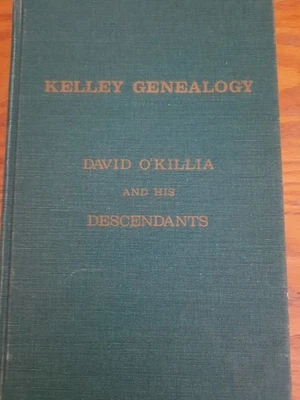 KELLEY GENEALOGY
DAVID O'KILLIA
AND HIS
DESCENDANTS